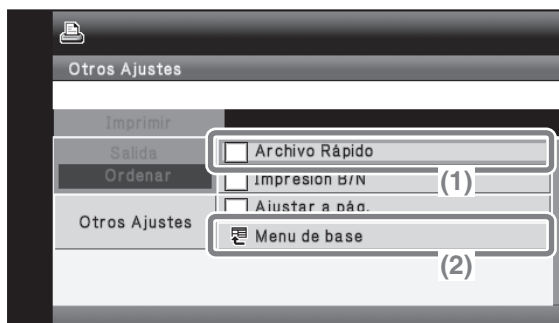 Otros Ajustes
Imprimir
Salida
Ordenar
Otros Ajustes
Archivo Rápido
(1)
Impresión B/N
Ajustar a pág.
Menu de base
(2)